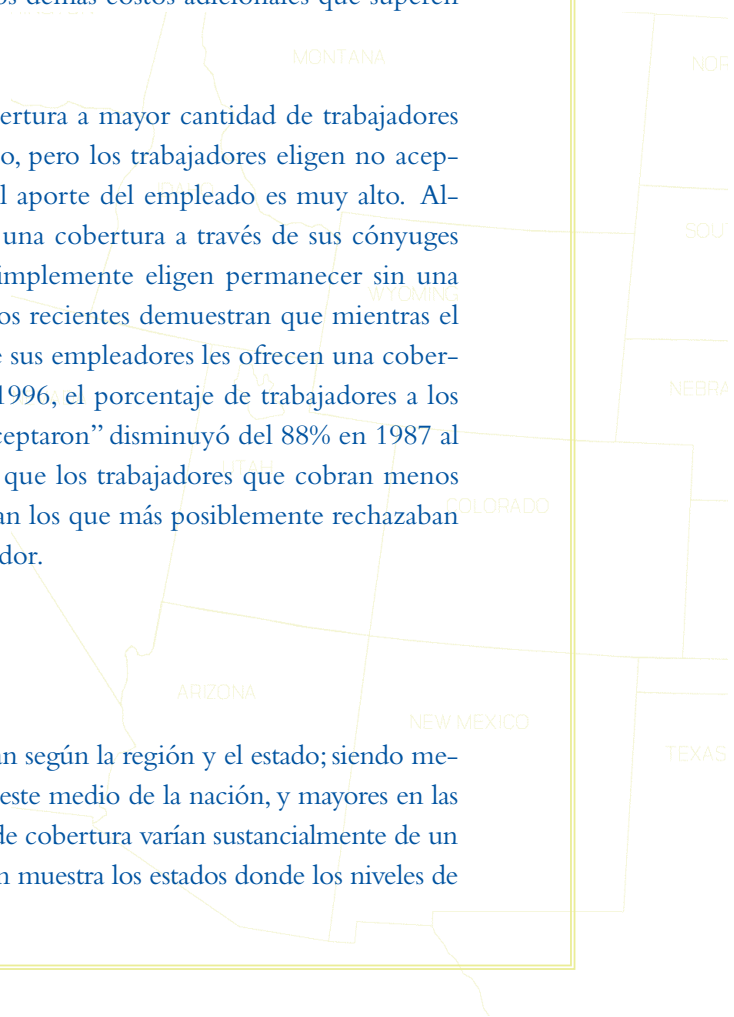 demás costos adicionales que superen
MONTANA
NOR
ertura a mayor cantidad de trabajadores
o, pero los trabajadores eligen no acep-
l aporte del empleado es muy alto. Al-
SOU
una cobertura a través de sus cónyuges
implemente eligen permanecer sin una
WYOMING
os recientes demuestran que mientras el
e sus empleadores les ofrecen una cober-
NEBRA
1996, el porcentaje de trabajadores a los
ceptaron” disminuyó del 88% en 1987 al
UTAH
que los trabajadores que cobran menos
COLORADO
an los que más posiblemente rechazaban
dor.
ARIZONA
NEW MEXICO
an según la región y el estado; siendo me-
TEXAS
este medio de la nación, y mayores en las
de cobertura varían sustancialmente de un
n muestra los estados donde los niveles de